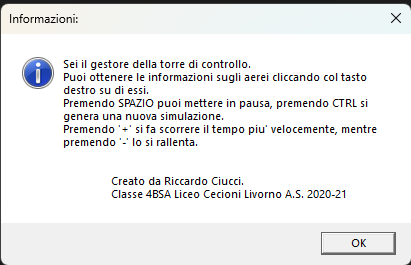 Informazioni:
Sei il gestore della torre di controllo.
Puoi ottenere le informazioni sugli aerei cliccando col tasto
destro su di essi.
Premendo SPAZIO puoi mettere in pausa, premendo CTRL si
genera una nuova simulazione.
Premendo '+' si fa scorrere il tempo piu' velocemente, mentre
premendo '-' lo si rallenta.
Creato da Riccardo Ciucci.
Classe 4BSA Liceo Cecioni Livorno A.S. 2020-21
OK